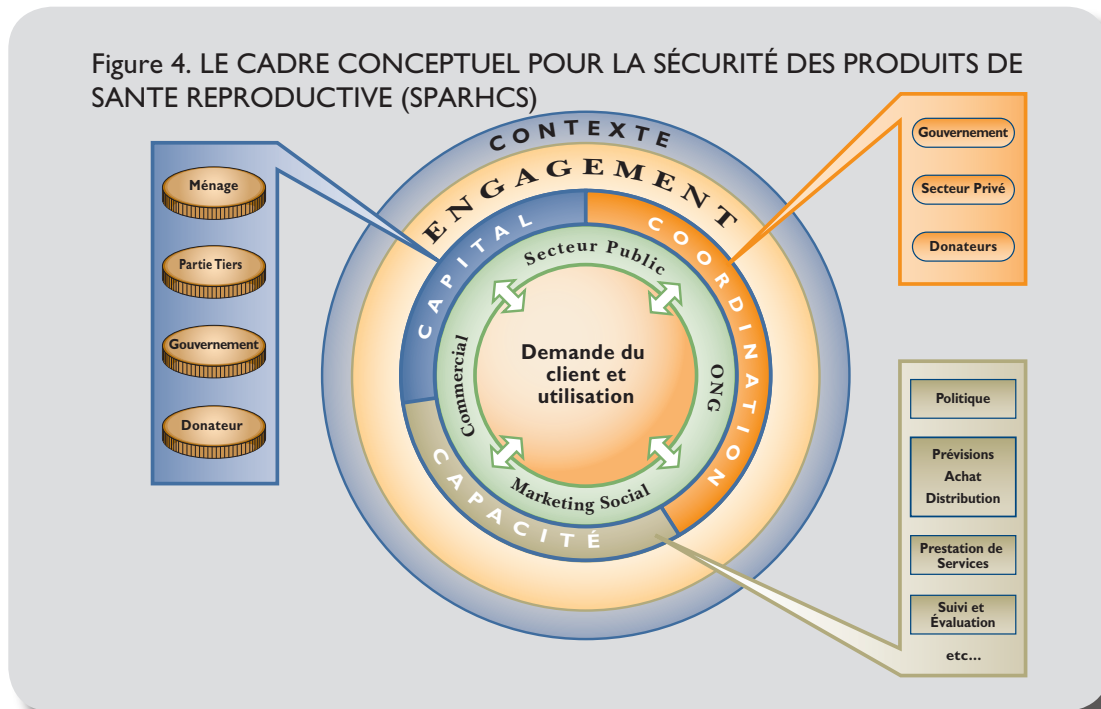 Figure 4. LE CADRE CONCEPTUEL POUR LA SÉCURITÉ DES PRODUITS DE
SANTE REPRODUCTIVE (SPARHCS)
CONTEXTE
ENGAGEMENT
CAPITAL
COORDINATION
CAPACITÉ
Secteur Public
ONG
Marketing Social
Commercial
Demande du
client et
utilisation
Ménage
Partie Tiers
Gouvernement
Donateur
Gouvernement
Secteur Privé
Donateurs
Politique
Prévisions
Achat
Distribution
Prestation de
Services
Suivi et
Évaluation
etc...